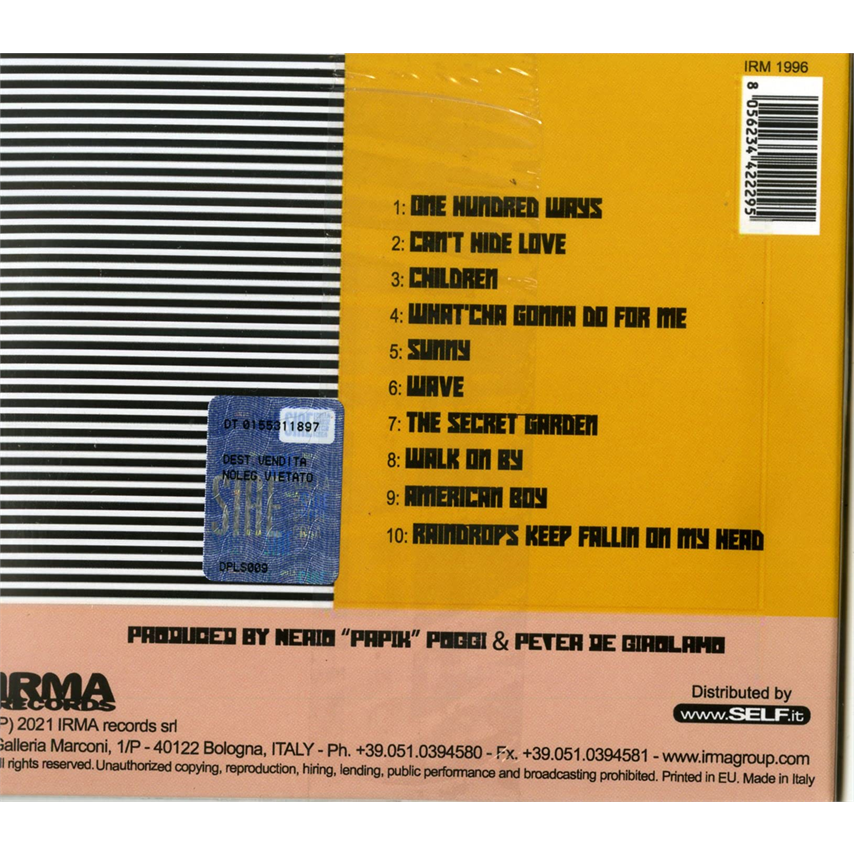 IRM 1996
8 056234 422295
1: ONE HUNDRED WAYS
2: CAN'T HIDE LOVE
3: CHILDREN
4: WHAT'CHA GONNA DO FOR ME
5: SUNNY
6: WAVE
7: THE SECRET GARDEN
8: WALK ON BY
9: AMERICAN BOY
10: RAINDROPS KEEP FALLIN ON MY HEAD
DT 0155311897
DEST.VENDITA
NOLEG.VIETATO
DPLS009
PRODUCED BY NERIO "PAPIK" POGGI & PETER DE GIROLAMO
IRMA
RECORDS
P) 2021 IRMA records srl
Distributed by
www.SELF.it
Galleria Marconi, 1/P - 40122 Bologna, ITALY - Ph. +39.051.0394580 - Fx. +39.051.0394581 - www.irmagroup.com
ll rights reserved. Unauthorized copying, reproduction, hiring, lending, public performance and broadcasting prohibited. Printed in EU. Made in Italy